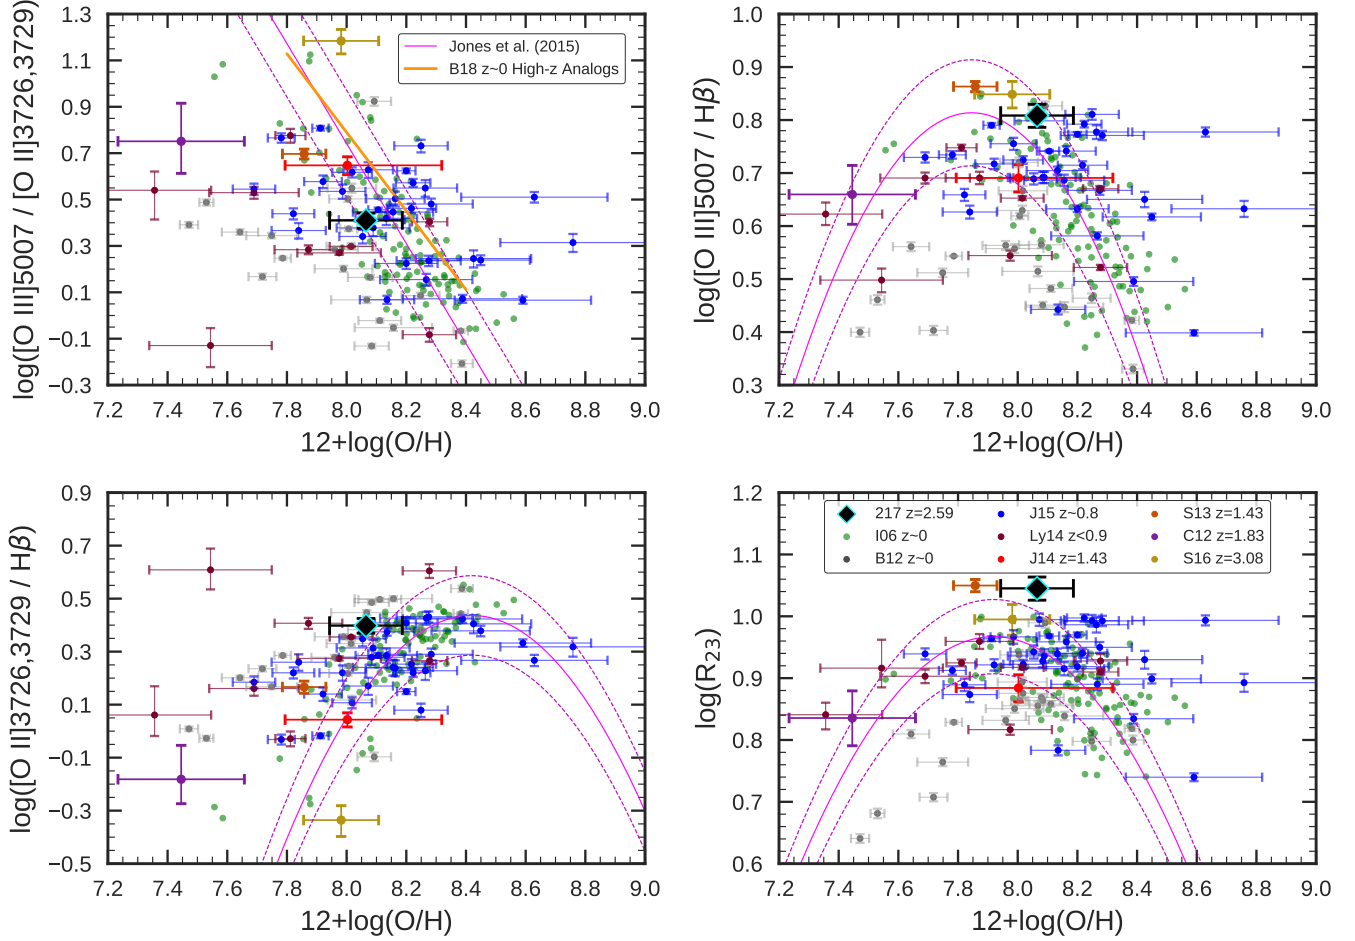 1.3
1.1
0.9
0.7
0.5
0.3
0.1
−0.1
−0.3
log([O III]5007 / [O II]3726,3729)
Jones et al. (2015)
B18 z~0 High-z Analogs
7.2 7.4 7.6 7.8 8.0 8.2 8.4 8.6 8.8 9.0
12+log(O/H)
1.0
0.9
0.8
0.7
0.6
0.5
0.4
0.3
log([O III]5007 / Hβ)
7.2 7.4 7.6 7.8 8.0 8.2 8.4 8.6 8.8 9.0
12+log(O/H)
0.9
0.7
0.5
0.3
0.1
−0.1
−0.3
−0.5
log([O II]3726,3729 / Hβ)
7.2 7.4 7.6 7.8 8.0 8.2 8.4 8.6 8.8 9.0
12+log(O/H)
1.2
1.1
1.0
0.9
0.8
0.7
0.6
log(R₂₃)
217 z=2.59 J15 z~0.8 S13 z=1.43
I06 z~0 Ly14 z<0.9 C12 z=1.83
B12 z~0 J14 z=1.43 S16 z=3.08
7.2 7.4 7.6 7.8 8.0 8.2 8.4 8.6 8.8 9.0
12+log(O/H)